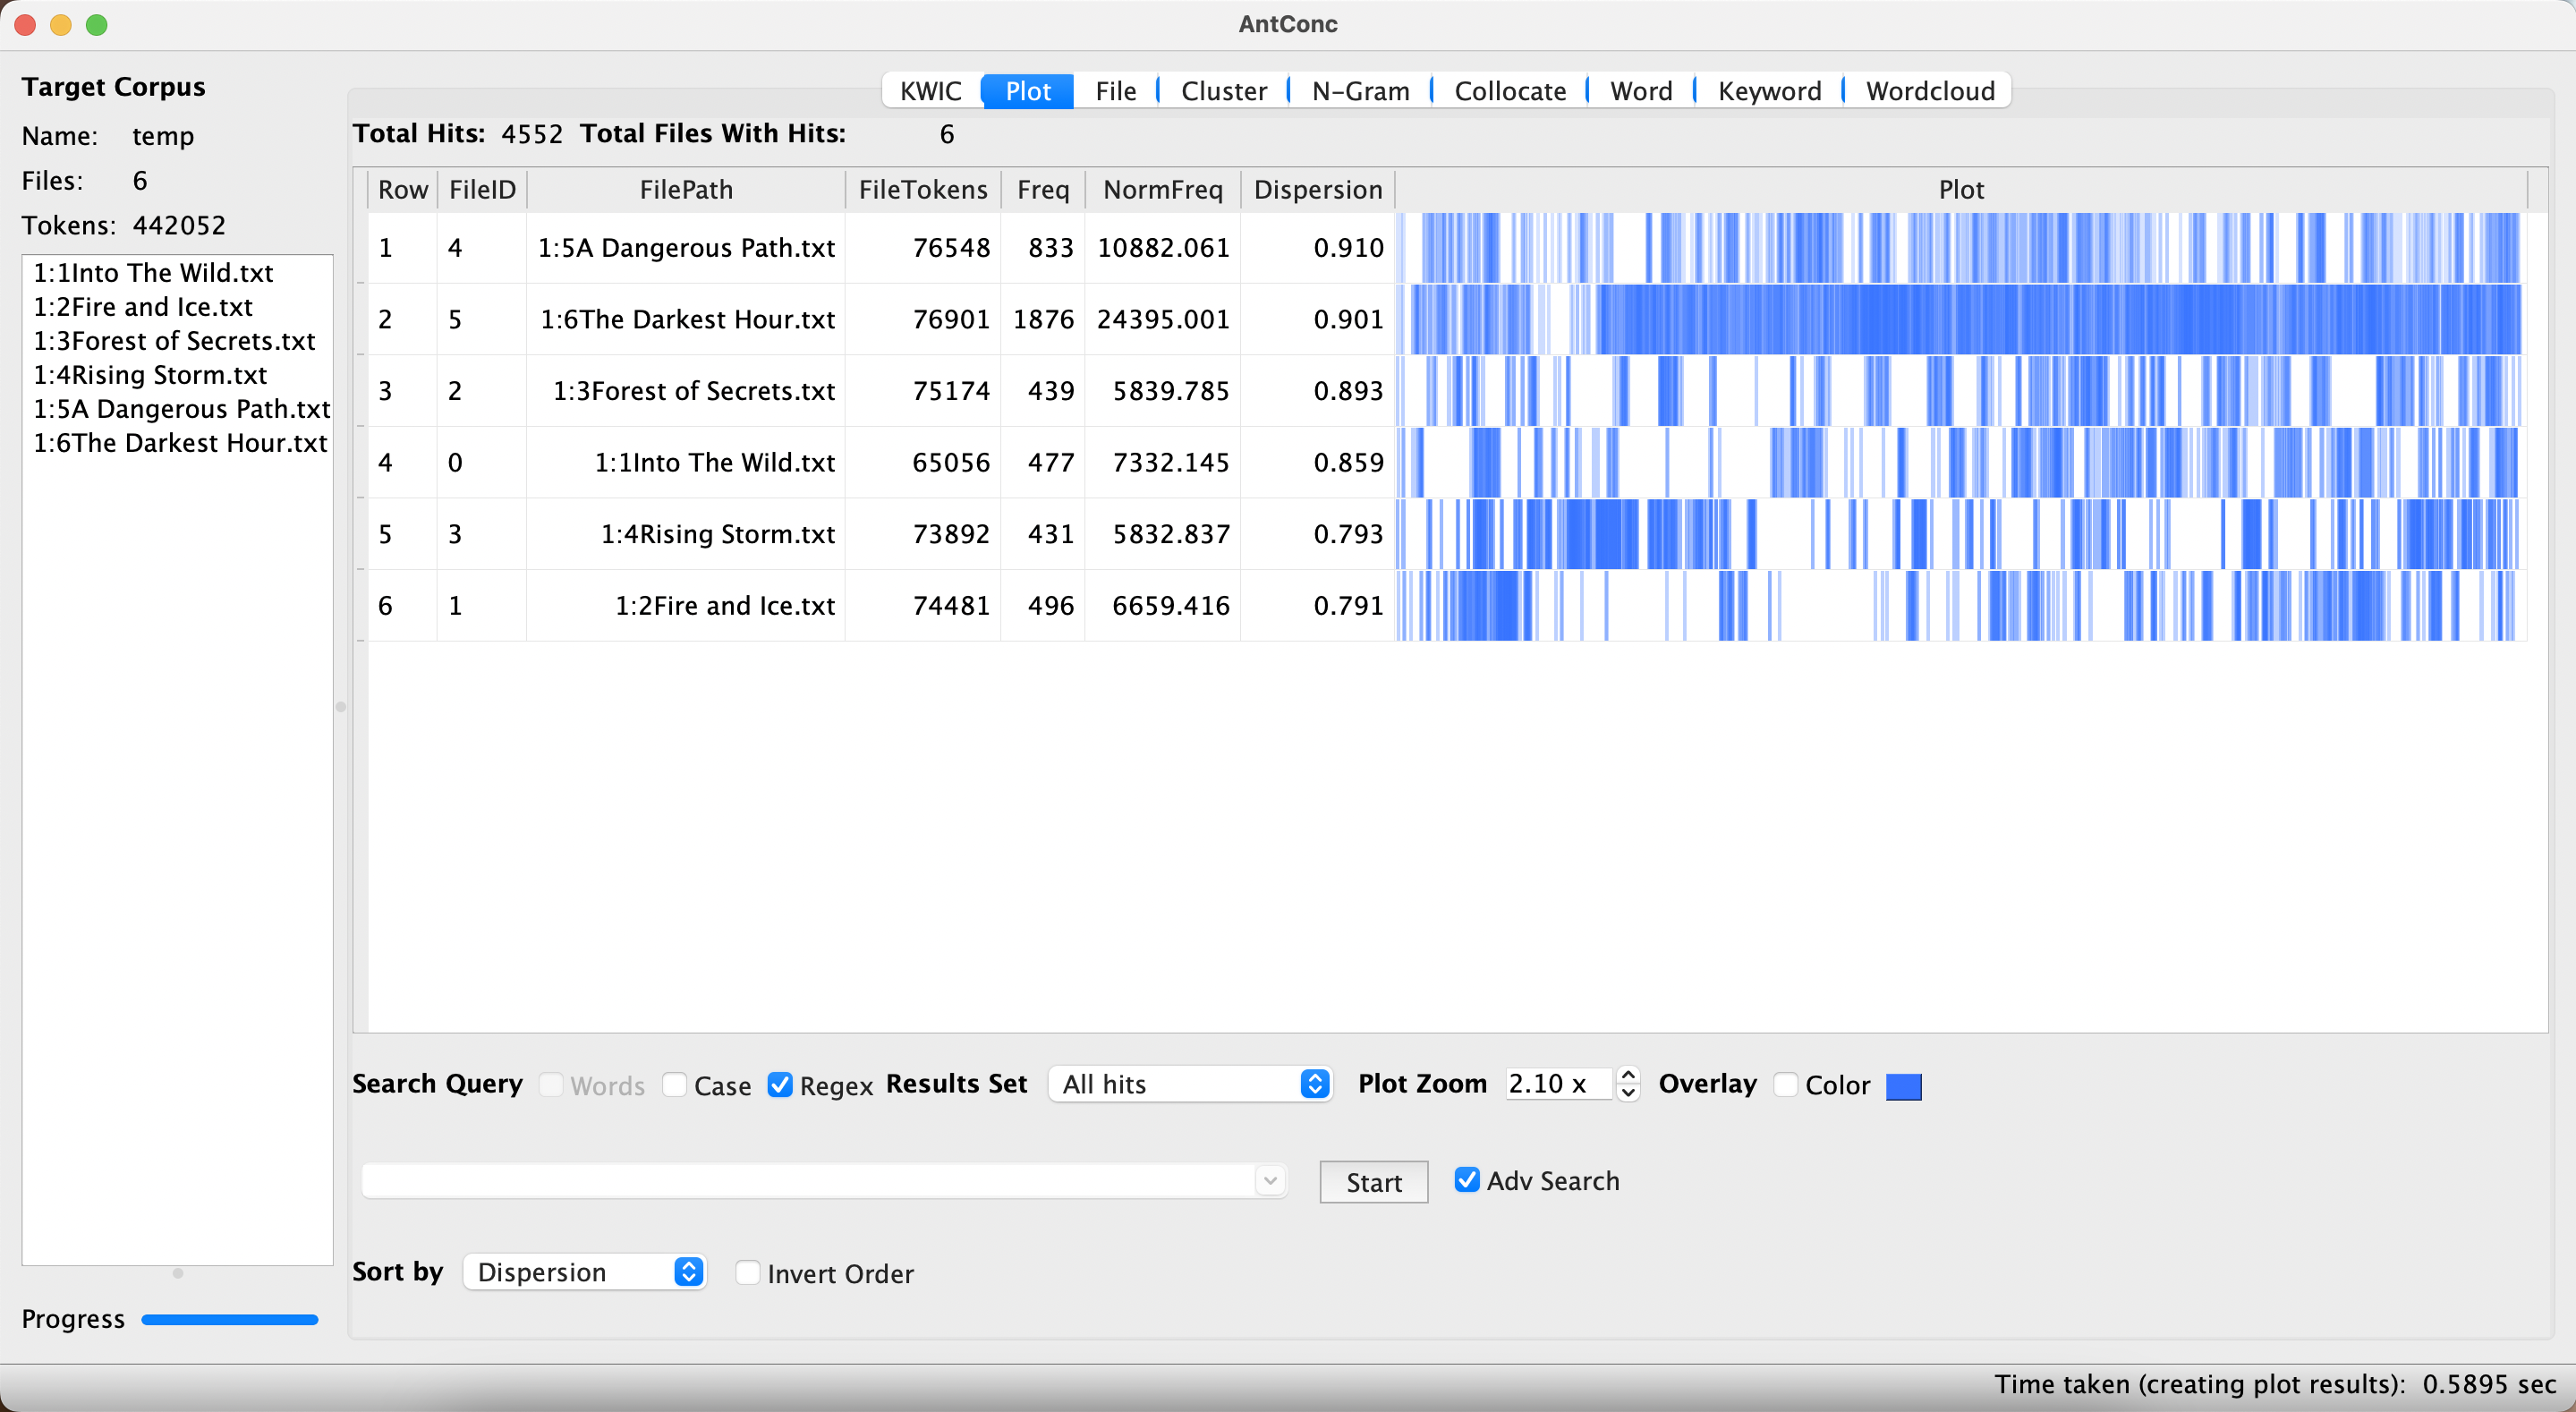 AntConc
Target Corpus
Name: temp
Files: 6
Tokens: 442052
1:1Into The Wild.txt
1:2Fire and Ice.txt
1:3Forest of Secrets.txt
1:4Rising Storm.txt
1:5A Dangerous Path.txt
1:6The Darkest Hour.txt
Progress
KWIC Plot File Cluster N-Gram Collocate Word Keyword Wordcloud
Total Hits: 4552 Total Files With Hits: 6
Row FileID FilePath FileTokens Freq NormFreq Dispersion Plot
1 4 1:5A Dangerous Path.txt 76548 833 10882.061 0.910
2 5 1:6The Darkest Hour.txt 76901 1876 24395.001 0.901
3 2 1:3Forest of Secrets.txt 75174 439 5839.785 0.893
4 0 1:1Into The Wild.txt 65056 477 7332.145 0.859
5 3 1:4Rising Storm.txt 73892 431 5832.837 0.793
6 1 1:2Fire and Ice.txt 74481 496 6659.416 0.791
Search Query Words Case Regex Results Set All hits Plot Zoom 2.10 x Overlay Color
Start Adv Search
Sort by Dispersion Invert Order
Time taken (creating plot results): 0.5895 sec